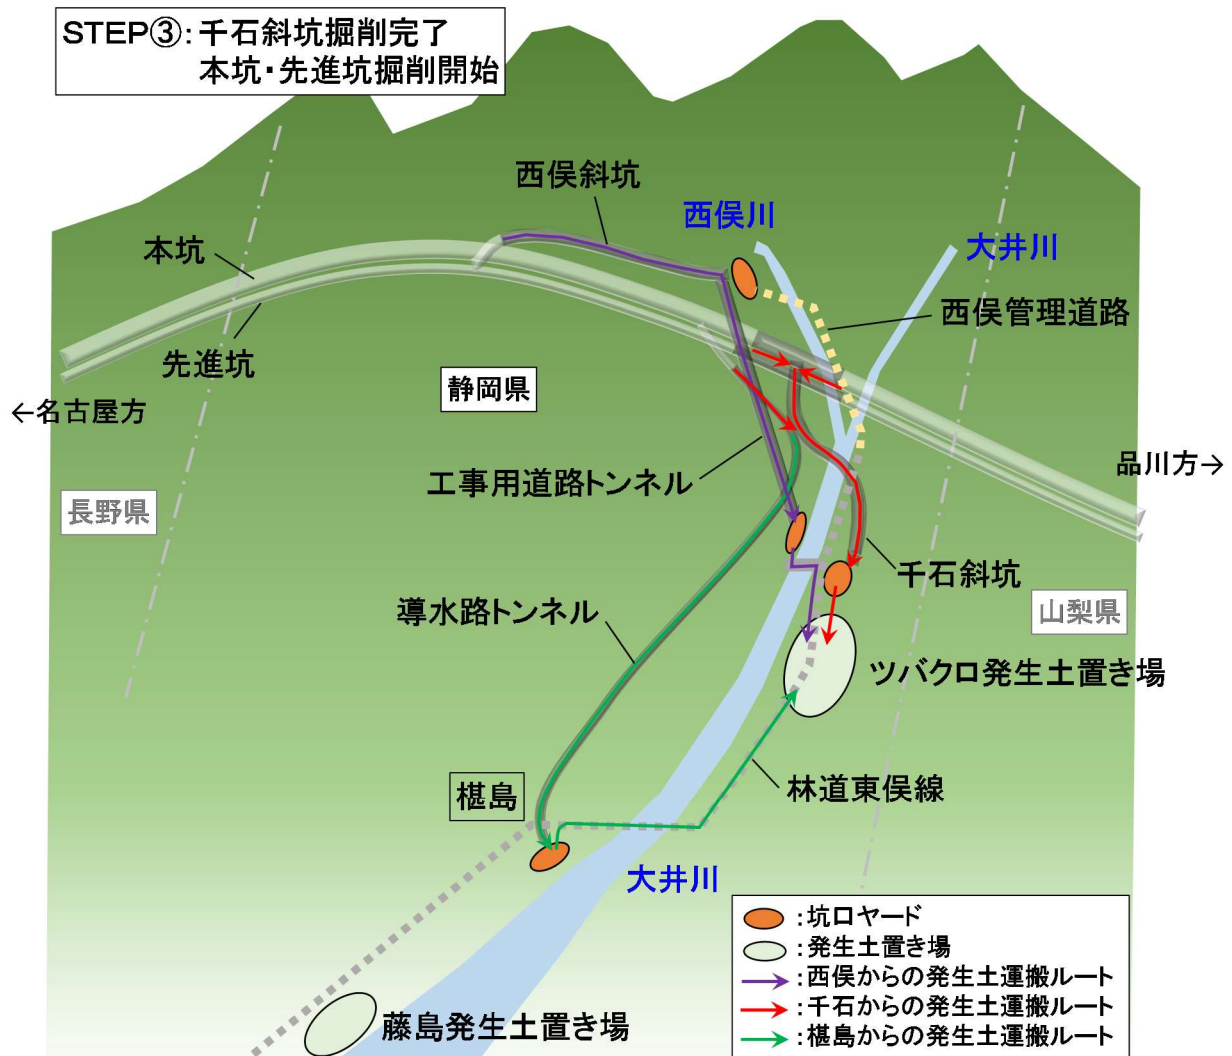 STEP③:千石斜坑掘削完了
本坑・先進坑掘削開始
西俣斜坑
西俣川
大井川
本坑
西俣管理道路
先進坑
静岡県
←名古屋方
品川方→
工事用道路トンネル
長野県
千石斜坑
山梨県
導水路トンネル
ツバクロ発生土置き場
椹島
林道東俣線
大井川
藤島発生土置き場
:坑口ヤード
:発生土置き場
:西俣からの発生土運搬ルート
:千石からの発生土運搬ルート
:椹島からの発生土運搬ルート